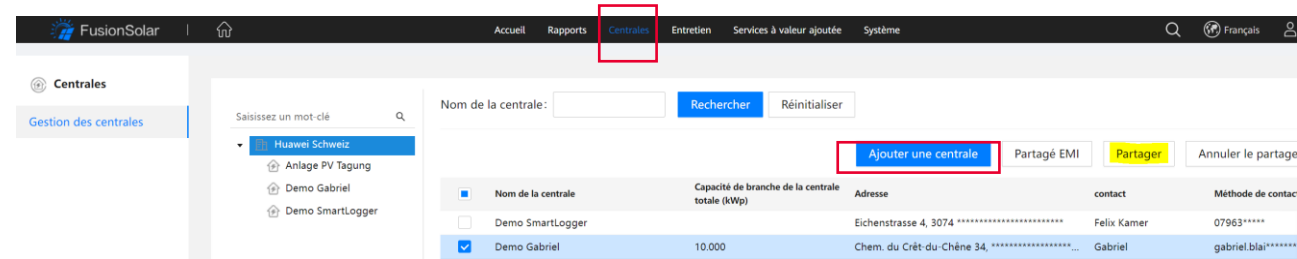 FusionSolar Accueil Rapports Centrales Entretien Services à valeur ajoutée Système Français
Centrales
Gestion des centrales
Saisissez un mot-clé
Huawei Schweiz
Anlage PV Tagung
Demo Gabriel
Demo SmartLogger
Nom de la centrale: Rechercher Réinitialiser
Ajouter une centrale Partagé EMI Partager Annuler le partage
Nom de la centrale Capacité de branche de la centrale totale (kWp) Adresse contact Méthode de contac
Demo SmartLogger Eichenstrasse 4, 3074 ************************ Felix Kamer 07963*****
Demo Gabriel 10.000 Chem. du Crêt-du-Chêne 34, ******************... Gabriel gabriel.blai*******